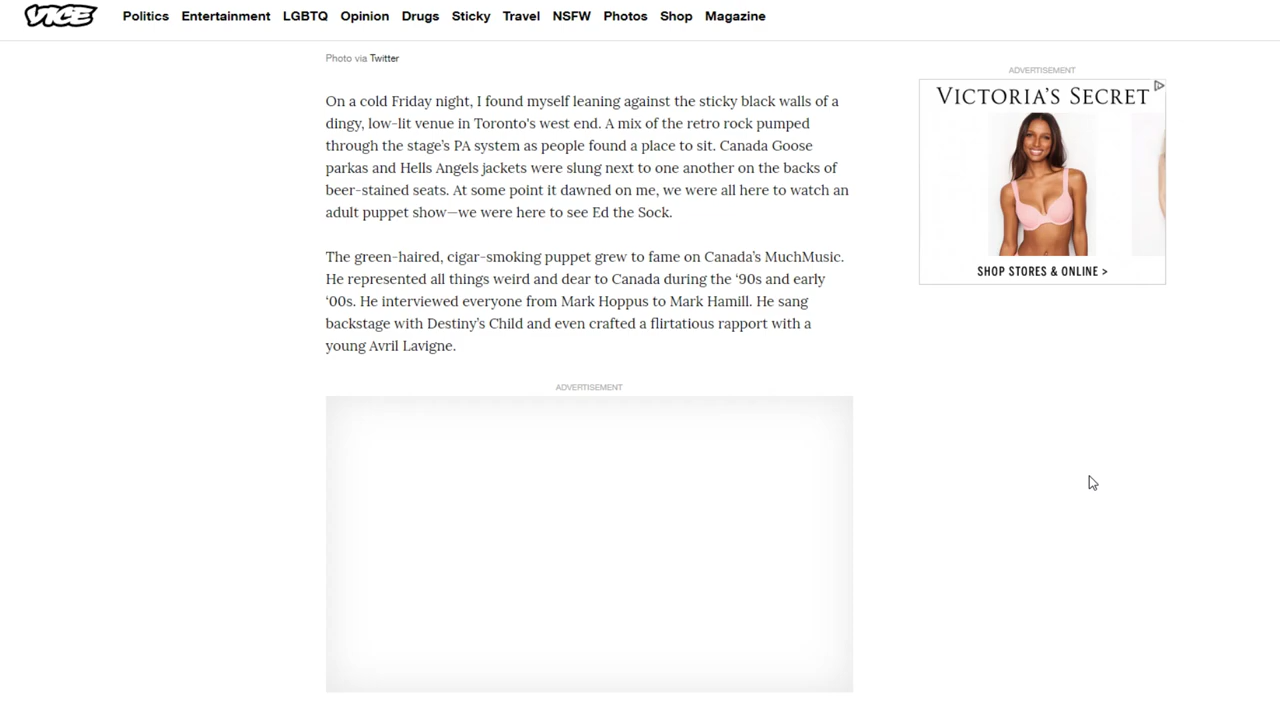 VICE
Politics Entertainment LGBTQ Opinion Drugs Sticky Travel NSFW Photos Shop Magazine
Photo via Twitter
On a cold Friday night, I found myself leaning against the sticky black walls of a
dingy, low-lit venue in Toronto's west end. A mix of the retro rock pumped
through the stage’s PA system as people found a place to sit. Canada Goose
parkas and Hells Angels jackets were slung next to one another on the backs of
beer-stained seats. At some point it dawned on me, we were all here to watch an
adult puppet show—we were here to see Ed the Sock.
The green-haired, cigar-smoking puppet grew to fame on Canada’s MuchMusic.
He represented all things weird and dear to Canada during the ‘90s and early
‘00s. He interviewed everyone from Mark Hoppus to Mark Hamill. He sang
backstage with Destiny’s Child and even crafted a flirtatious rapport with a
young Avril Lavigne.
ADVERTISEMENT
ADVERTISEMENT
VICTORIA'S SECRET
SHOP STORES & ONLINE >